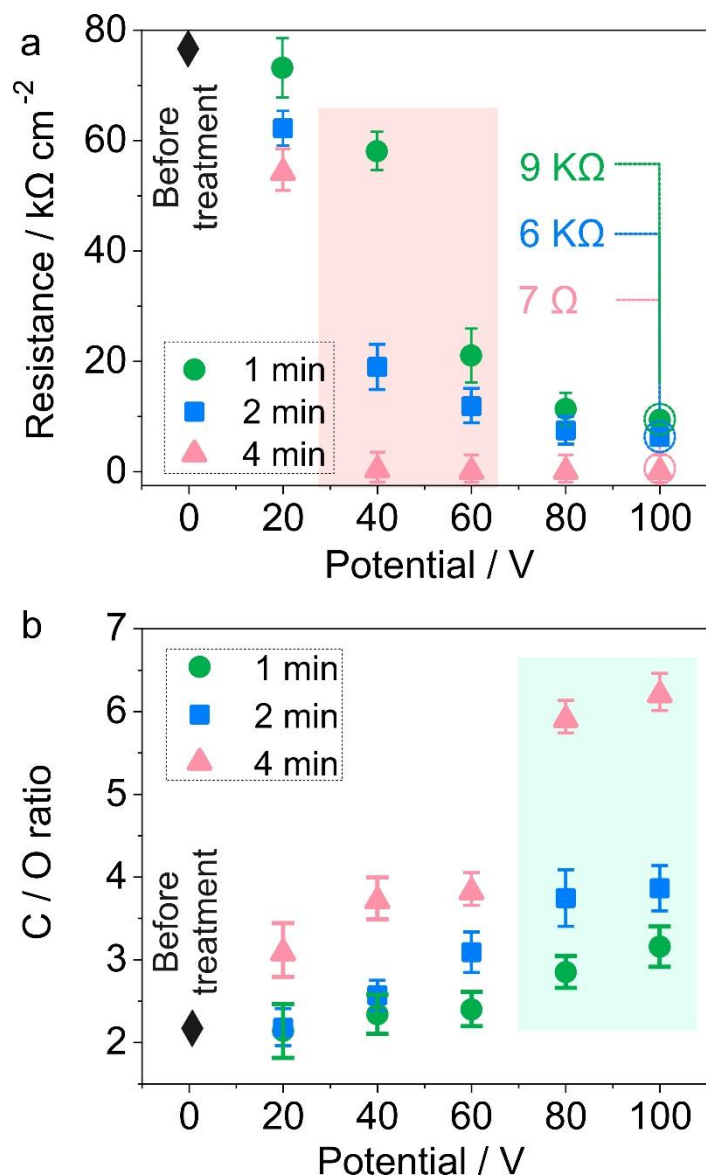 a
80
60
40
20
0
Resistance / kΩ cm⁻²
Before
treatment
9 KΩ
6 KΩ
7 Ω
1 min
2 min
4 min
0 20 40 60 80 100
Potential / V
b
7
6
5
4
3
2
C / O ratio
1 min
2 min
4 min
Before
treatment
0 20 40 60 80 100
Potential / V